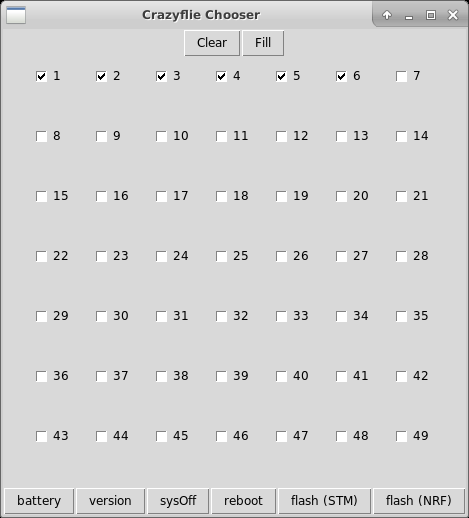 Crazyflie Chooser
Clear Fill
1 2 3 4 5 6 7
8 9 10 11 12 13 14
15 16 17 18 19 20 21
22 23 24 25 26 27 28
29 30 31 32 33 34 35
36 37 38 39 40 41 42
43 44 45 46 47 48 49
battery version sysOff reboot flash (STM) flash (NRF)